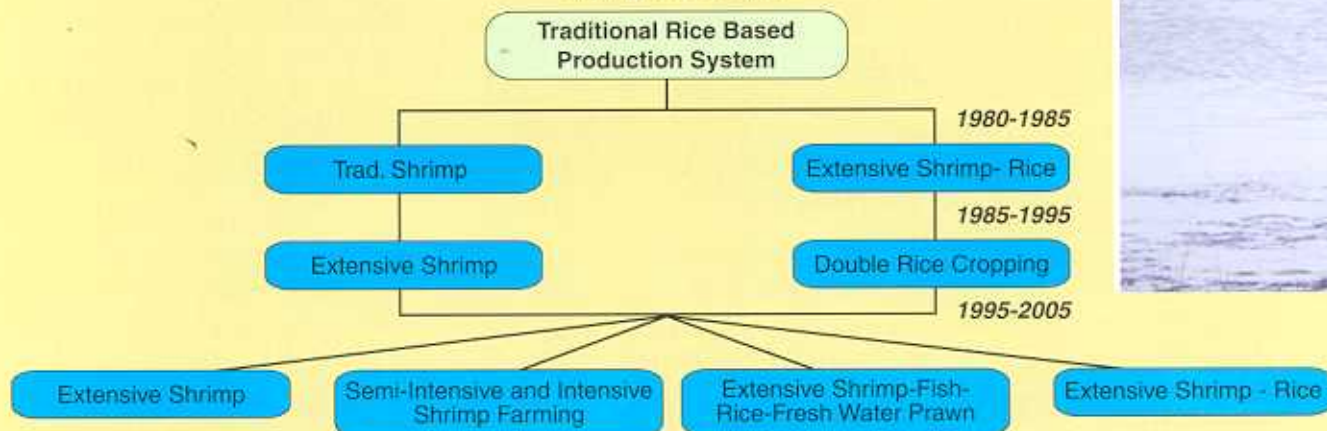 Traditional Rice Based
Production System
1980-1985
Trad. Shrimp
Extensive Shrimp- Rice
1985-1995
Extensive Shrimp
Double Rice Cropping
1995-2005
Extensive Shrimp
Semi-Intensive and Intensive
Shrimp Farming
Extensive Shrimp-Fish-
Rice-Fresh Water Prawn
Extensive Shrimp - Rice